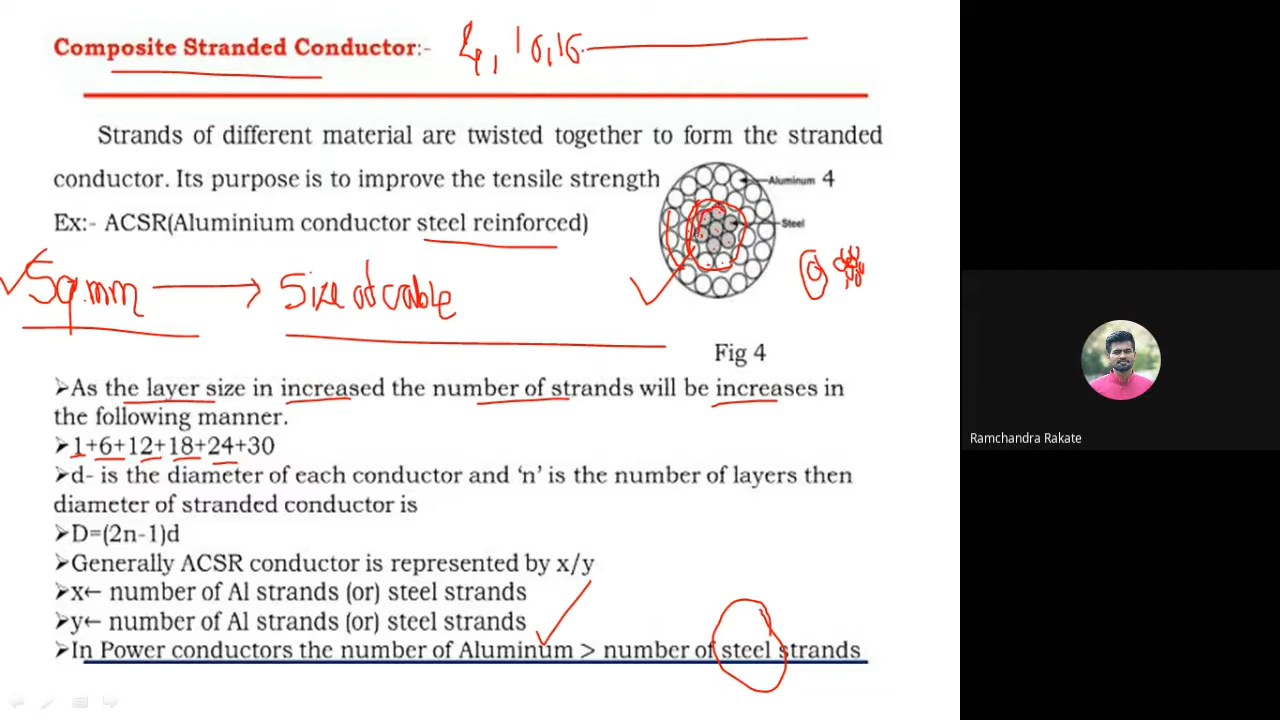 Composite Stranded Conductor:- 4, 10, 16
Strands of different material are twisted together to form the stranded
conductor. Its purpose is to improve the tensile strength
Aluminum 4
Ex:- ACSR(Aluminium conductor steel reinforced)
Steel
Sq.mm → Size of cable
Fig 4
➢As the layer size in increased the number of strands will be increases in
the following manner.
➢1+6+12+18+24+30
➢d- is the diameter of each conductor and ‘n’ is the number of layers then
diameter of stranded conductor is
➢D=(2n-1)d
➢Generally ACSR conductor is represented by x/y
➢x← number of Al strands (or) steel strands
➢y← number of Al strands (or) steel strands
➢In Power conductors the number of Aluminum > number of steel strands
Ramchandra Rakate